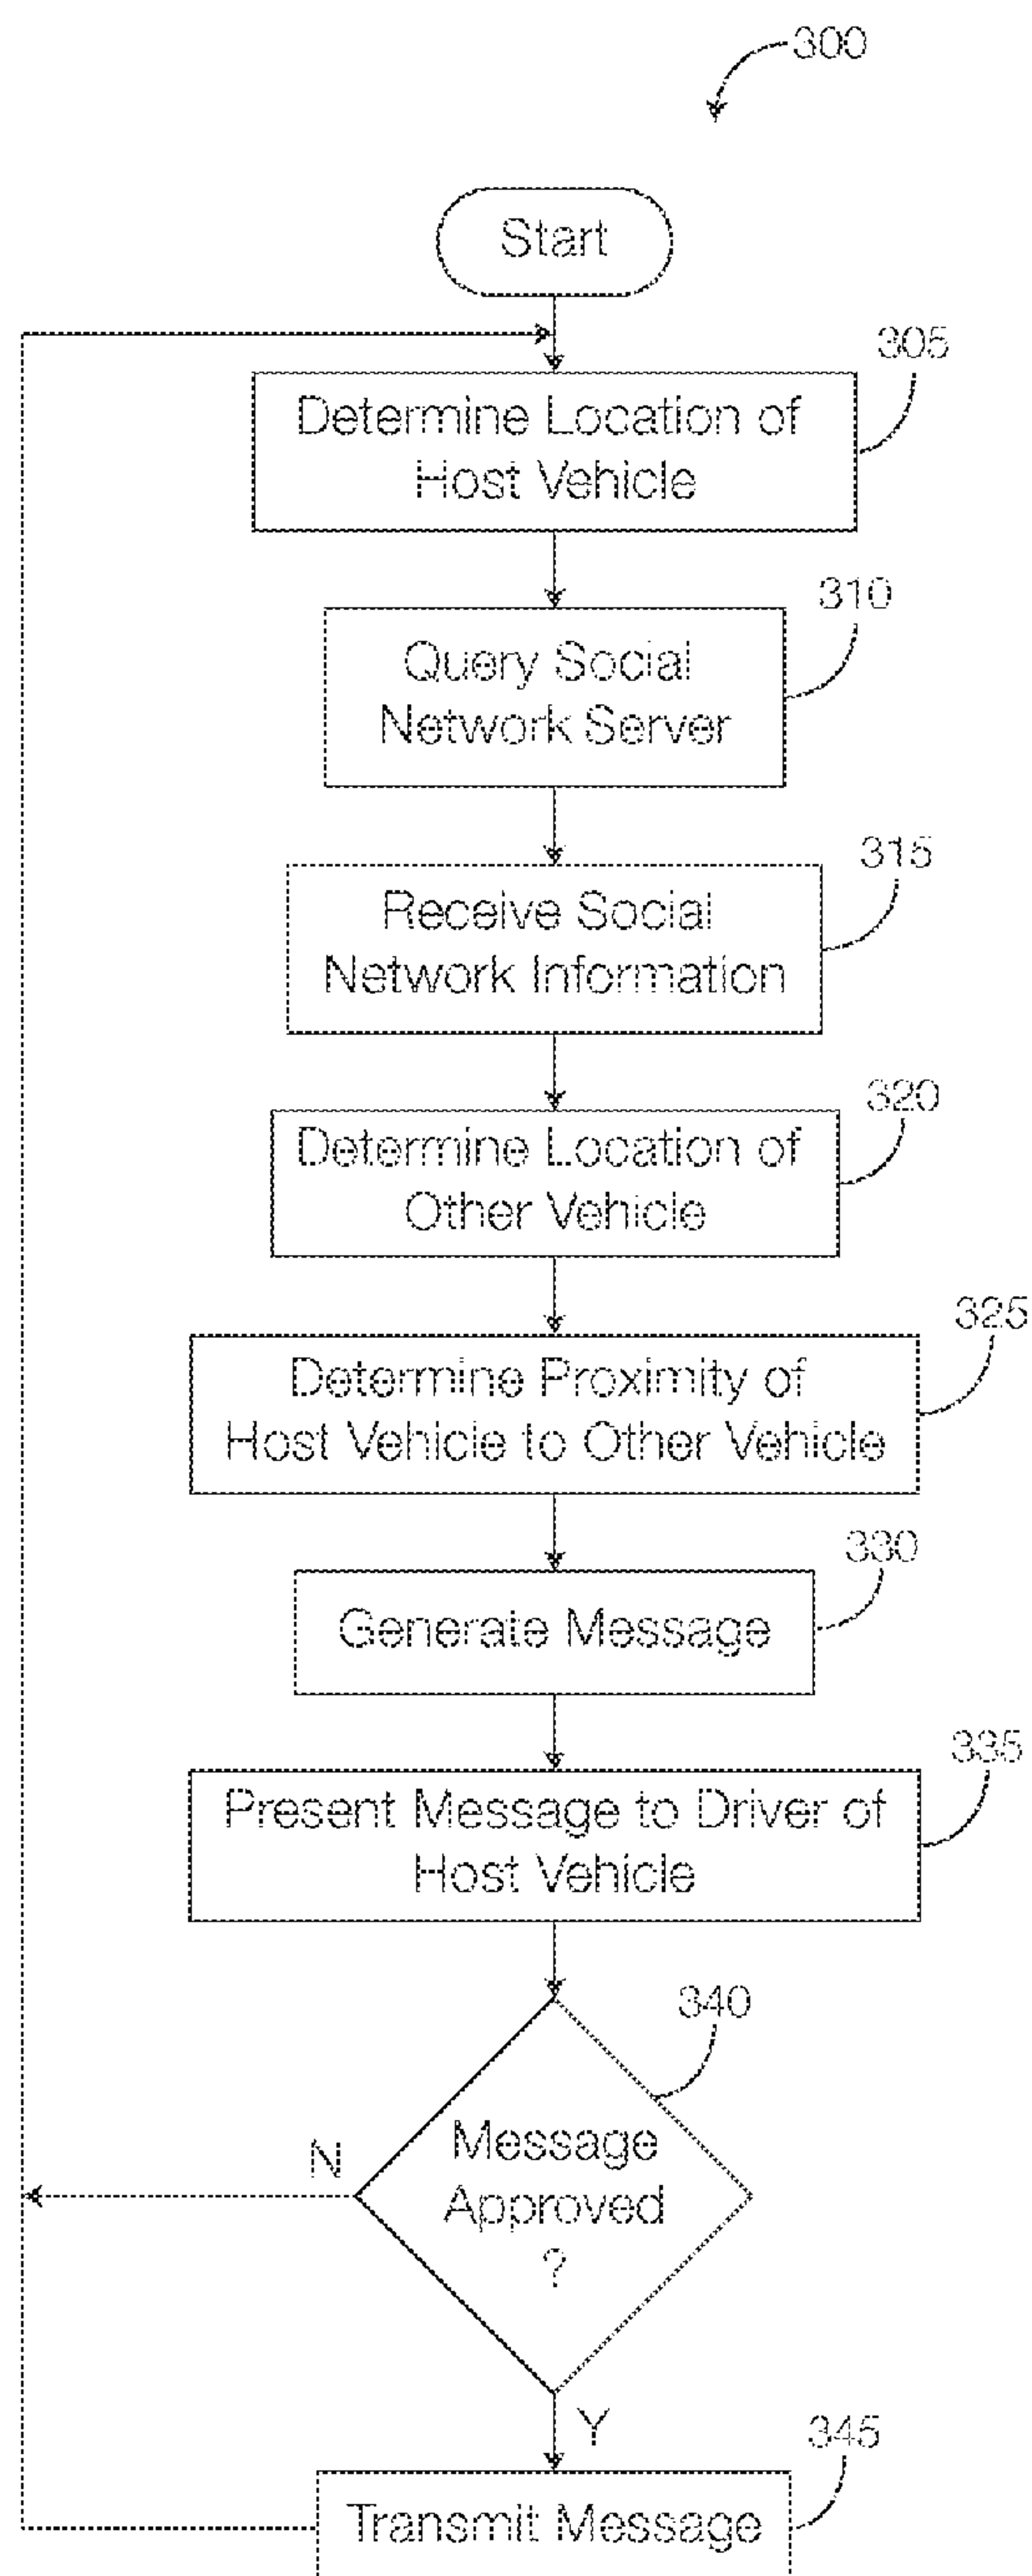 300
Start
305
Determine Location of
Host Vehicle
310
Query Social
Network Server
315
Receive Social
Network Information
320
Determine Location of
Other Vehicle
325
Determine Proximity of
Host Vehicle to Other Vehicle
330
Generate Message
335
Present Message to Driver of
Host Vehicle
340
Message
Approved
?
N
Y
345
Transmit Message